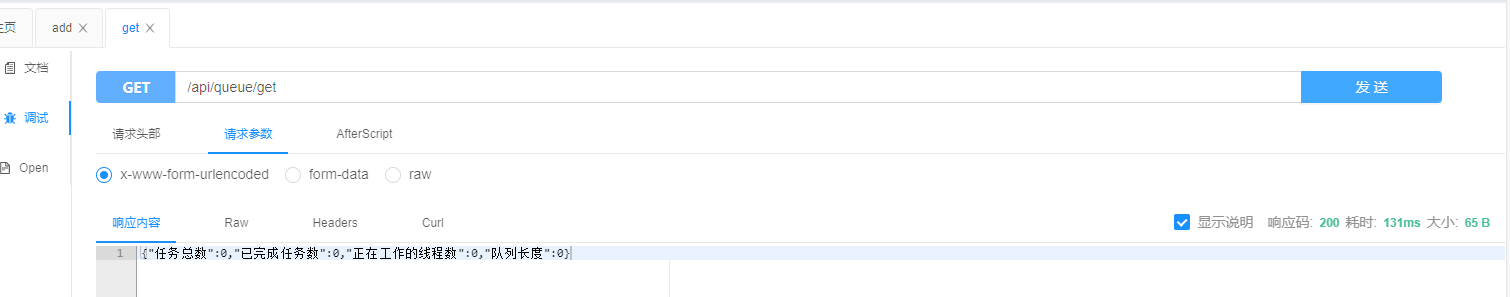 主页 add get
文档
GET /api/queue/get 发 送
调试
请求头部 请求参数 AfterScript
Open
x-www-form-urlencoded form-data raw
响应内容 Raw Headers Curl 显示说明 响应码: 200 耗时: 131ms 大小: 65 B
1 {"任务总数":0,"已完成任务数":0,"正在工作的线程数":0,"队列长度":0}